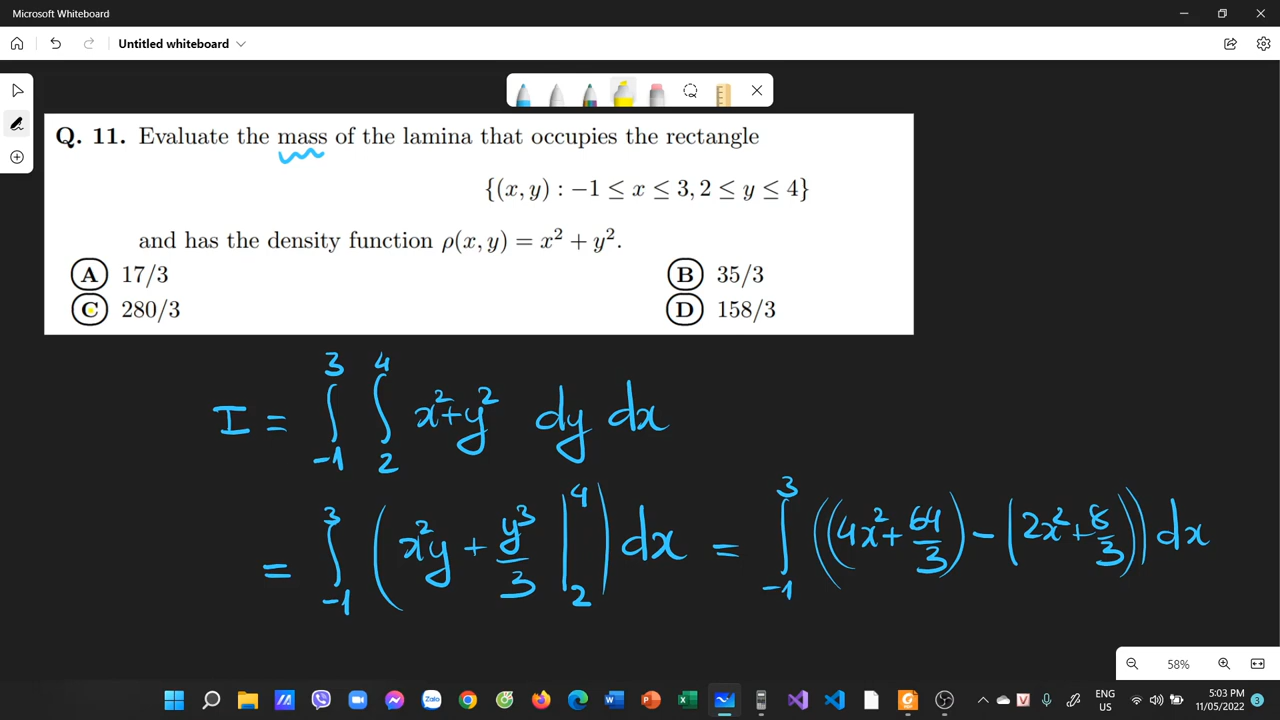 Microsoft Whiteboard
Untitled whiteboard
Q. 11. Evaluate the mass of the lamina that occupies the rectangle
{(x, y) : −1 ≤ x ≤ 3, 2 ≤ y ≤ 4}
and has the density function ρ(x, y) = x² + y².
A 17/3 B 35/3
C 280/3 D 158/3
I = ∫₋₁³ ∫₂⁴ x²+y² dy dx
= ∫₋₁³ (x²y + y³/3 |₂⁴) dx = ∫₋₁³ ((4x²+64/3) − (2x²+8/3)) dx
58%
Zalo
ENG
US
5:03 PM
11/05/2022
3